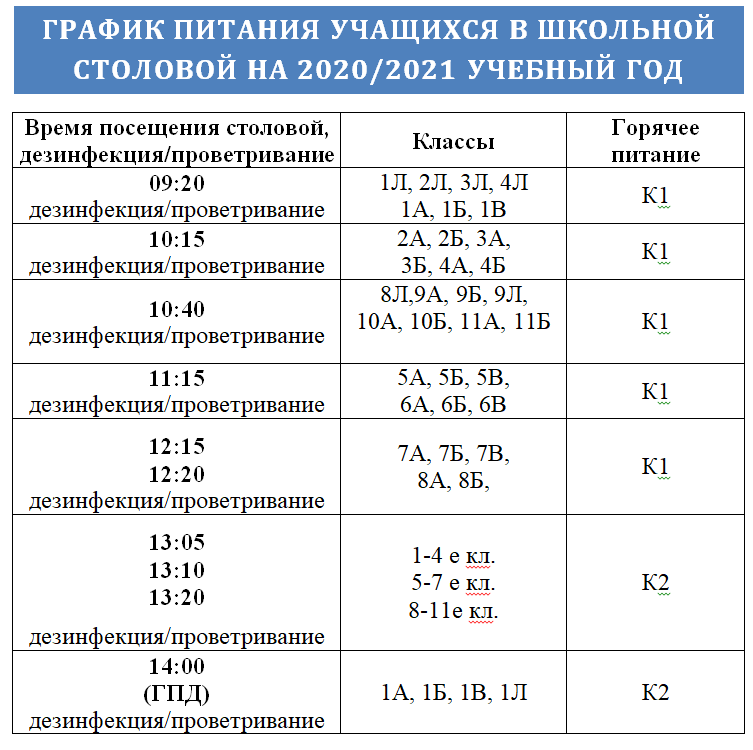 ГРАФИК ПИТАНИЯ УЧАЩИХСЯ В ШКОЛЬНОЙ
СТОЛОВОЙ НА 2020/2021 УЧЕБНЫЙ ГОД
Время посещения столовой,
дезинфекция/проветривание
Классы
Горячее
питание
09:20
дезинфекция/проветривание
1Л, 2Л, 3Л, 4Л
1А, 1Б, 1В
К1
10:15
дезинфекция/проветривание
2А, 2Б, 3А,
3Б, 4А, 4Б
К1
10:40
дезинфекция/проветривание
8Л,9А, 9Б, 9Л,
10А, 10Б, 11А, 11Б
К1
11:15
дезинфекция/проветривание
5А, 5Б, 5В,
6А, 6Б, 6В
К1
12:15
12:20
дезинфекция/проветривание
7А, 7Б, 7В,
8А, 8Б,
К1
13:05
13:10
13:20
дезинфекция/проветривание
1-4 е кл.
5-7 е кл.
8-11е кл.
К2
14:00
(ГПД)
дезинфекция/проветривание
1А, 1Б, 1В, 1Л
К2